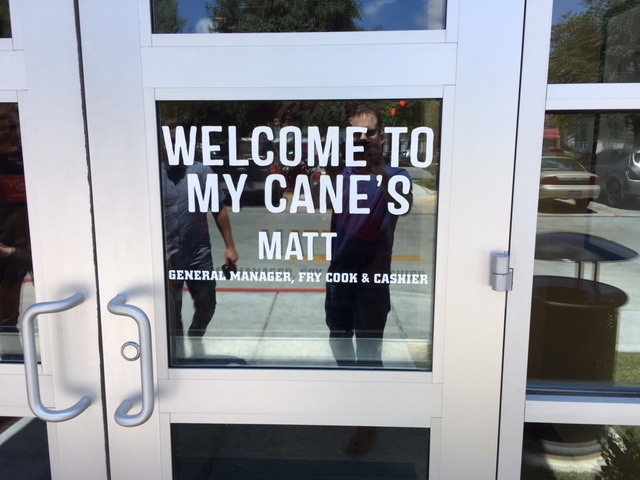 WELCOME TO
MY CANE'S
MATT
GENERAL MANAGER, FRY COOK & CASHIER